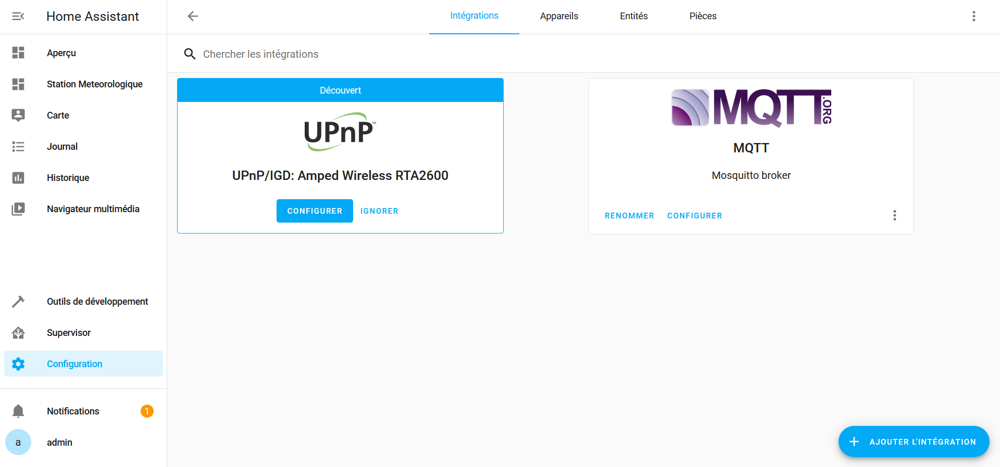 Home Assistant
Aperçu
Station Meteorologique
Carte
Journal
Historique
Navigateur multimédia
Outils de développement
Supervisor
Configuration
Notifications 1
a admin
Intégrations Appareils Entités Pièces
Chercher les intégrations
Découvert
UPnP™
UPnP/IGD: Amped Wireless RTA2600
CONFIGURER IGNORER
MQTT.ORG
MQTT
Mosquitto broker
RENOMMER CONFIGURER
AJOUTER L'INTÉGRATION